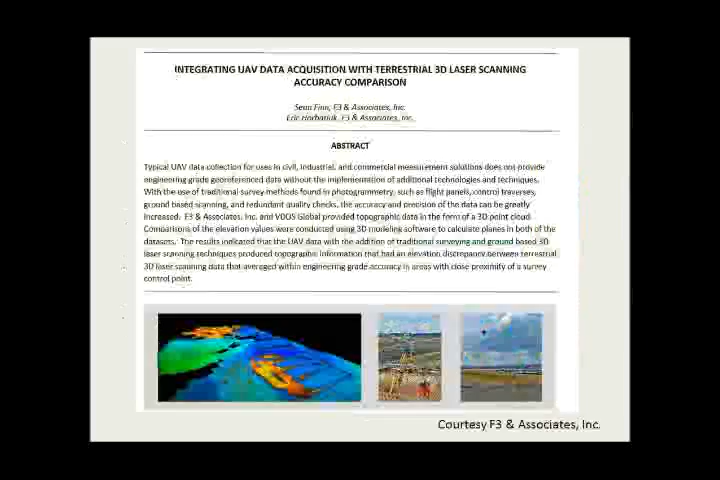 INTEGRATING UAV DATA ACQUISITION WITH TERRESTRIAL 3D LASER SCANNING
ACCURACY COMPARISON
Sean Finn, F3 & Associates, Inc.
Eric F3 & Associates, Inc.
ABSTRACT
Typical UAV data collection for uses in civil, industrial, and commercial measurement solutions does not provide
engineering grade georeferenced data without the implementation of additional technologies and techniques.
With the use of traditional survey methods found in photogrammetry, such as flight panels, control traverses,
ground based scanning, and redundant quality checks, the accuracy and precision of the data can be greatly
increased. F3 & Associates, Inc. and VDOS Global provided topographic data in the form of a 3D point cloud.
Comparisons of the elevation values were conducted using 3D modeling software to calculate planes in both of the
datasets. The results indicated that the UAV data with the addition of traditional surveying and ground based 3D
laser scanning techniques produced topographic information that had an elevation discrepancy between terrestrial
3D laser scanning data that averaged within engineering grade accuracy in areas with close proximity of a survey
control point.
Courtesy F3 & Associates, Inc.